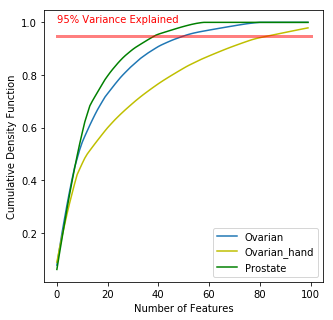 95% Variance Explained
1.0
0.8
0.6
0.4
0.2
Cumulative Density Function
Ovarian
Ovarian_hand
Prostate
0 20 40 60 80 100
Number of Features